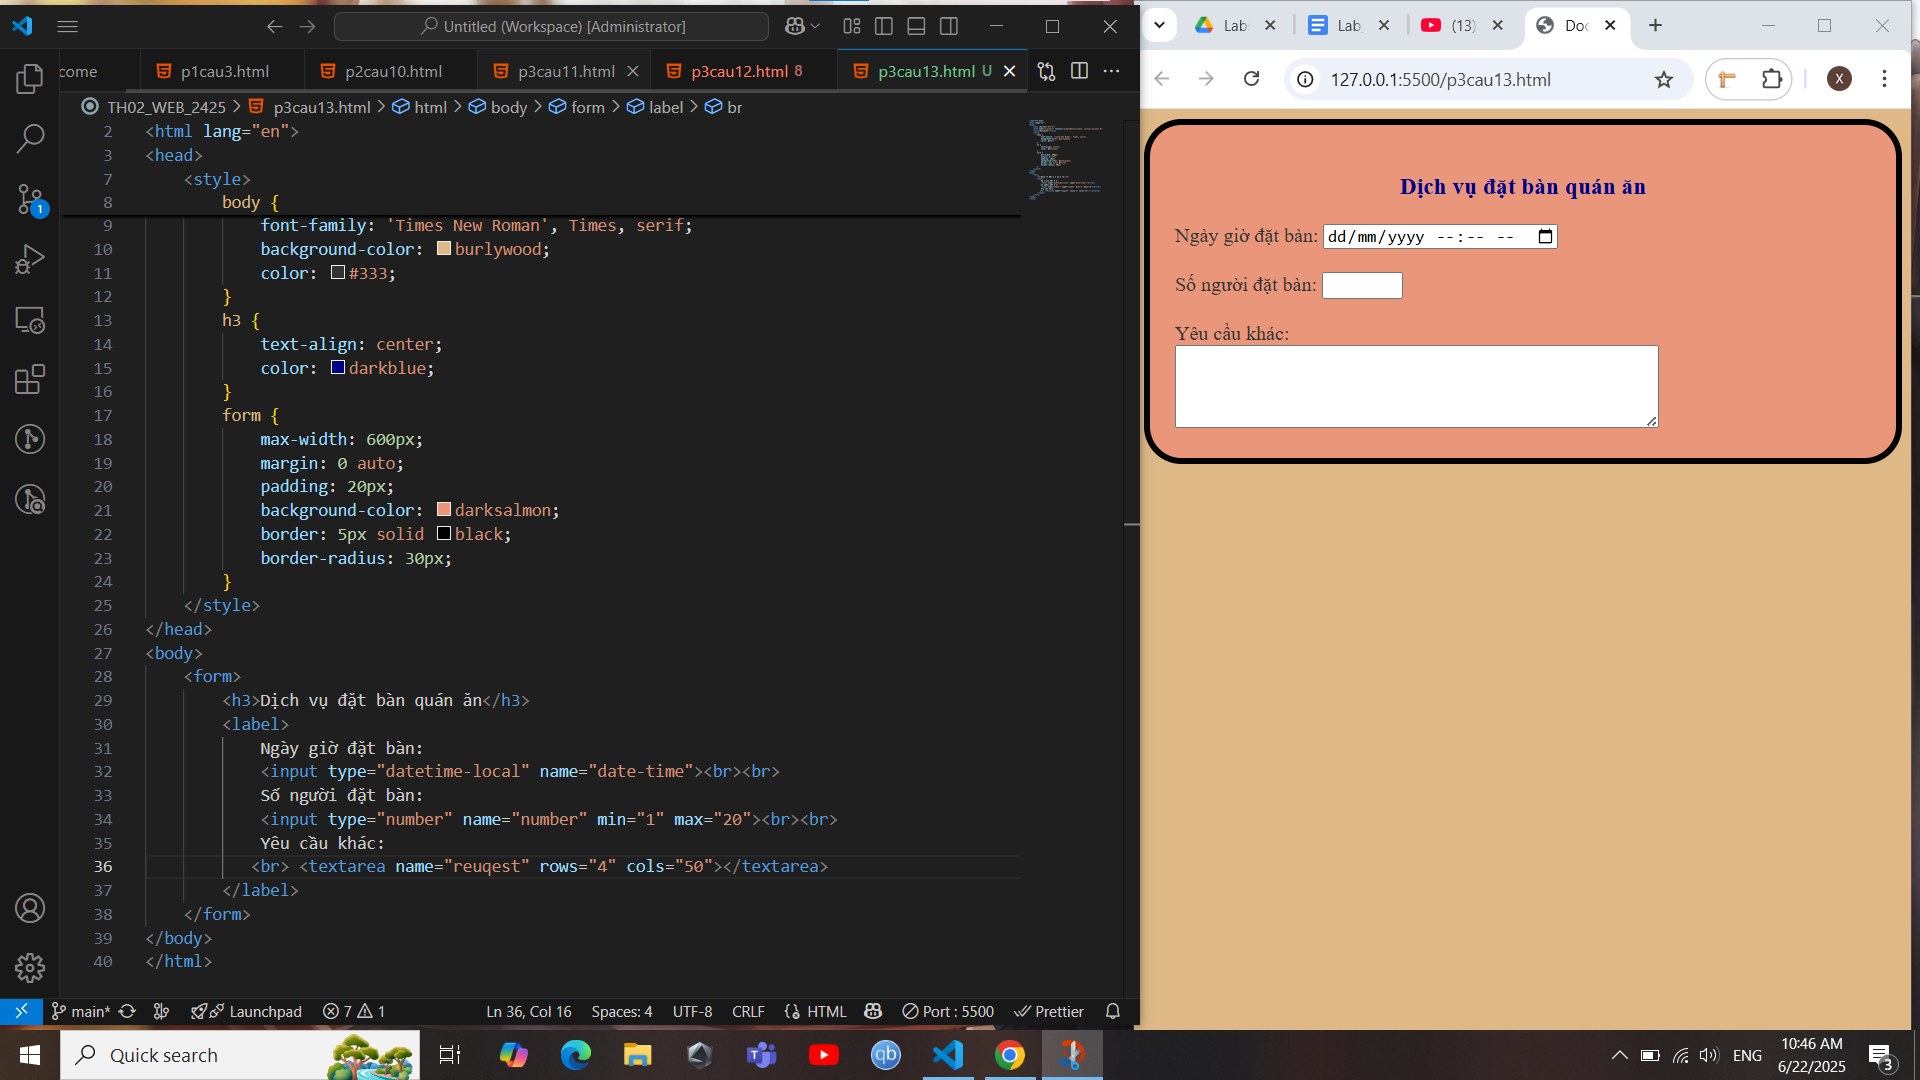 Untitled (Workspace) [Administrator]
come
p1cau3.html
p2cau10.html
p3cau11.html
p3cau12.html 8
p3cau13.html U
TH02_WEB_2425 > p3cau13.html > html > body > form > label > br
2 <html lang="en">
3 <head>
7 <style>
8 body {
9 font-family: 'Times New Roman', Times, serif;
10 background-color: burlywood;
11 color: #333;
12 }
13 h3 {
14 text-align: center;
15 color: darkblue;
16 }
17 form {
18 max-width: 600px;
19 margin: 0 auto;
20 padding: 20px;
21 background-color: darksalmon;
22 border: 5px solid black;
23 border-radius: 30px;
24 }
25 </style>
26 </head>
27 <body>
28 <form>
29 <h3>Dịch vụ đặt bàn quán ăn</h3>
30 <label>
31 Ngày giờ đặt bàn:
32 <input type="datetime-local" name="date-time"><br><br>
33 Số người đặt bàn:
34 <input type="number" name="number" min="1" max="20"><br><br>
35 Yêu cầu khác:
36 <br> <textarea name="reuqest" rows="4" cols="50"></textarea>
37 </label>
38 </form>
39 </body>
40 </html>
1
main*
Launchpad
7
1
Ln 36, Col 16
Spaces: 4
UTF-8
CRLF
HTML
Port : 5500
Prettier
Lab
Lab
(13)
Doc
127.0.0.1:5500/p3cau13.html
X
Dịch vụ đặt bàn quán ăn
Ngày giờ đặt bàn: dd/mm/yyyy --:-- --
Số người đặt bàn:
Yêu cầu khác:
Quick search
qb
ENG
10:46 AM
6/22/2025
3